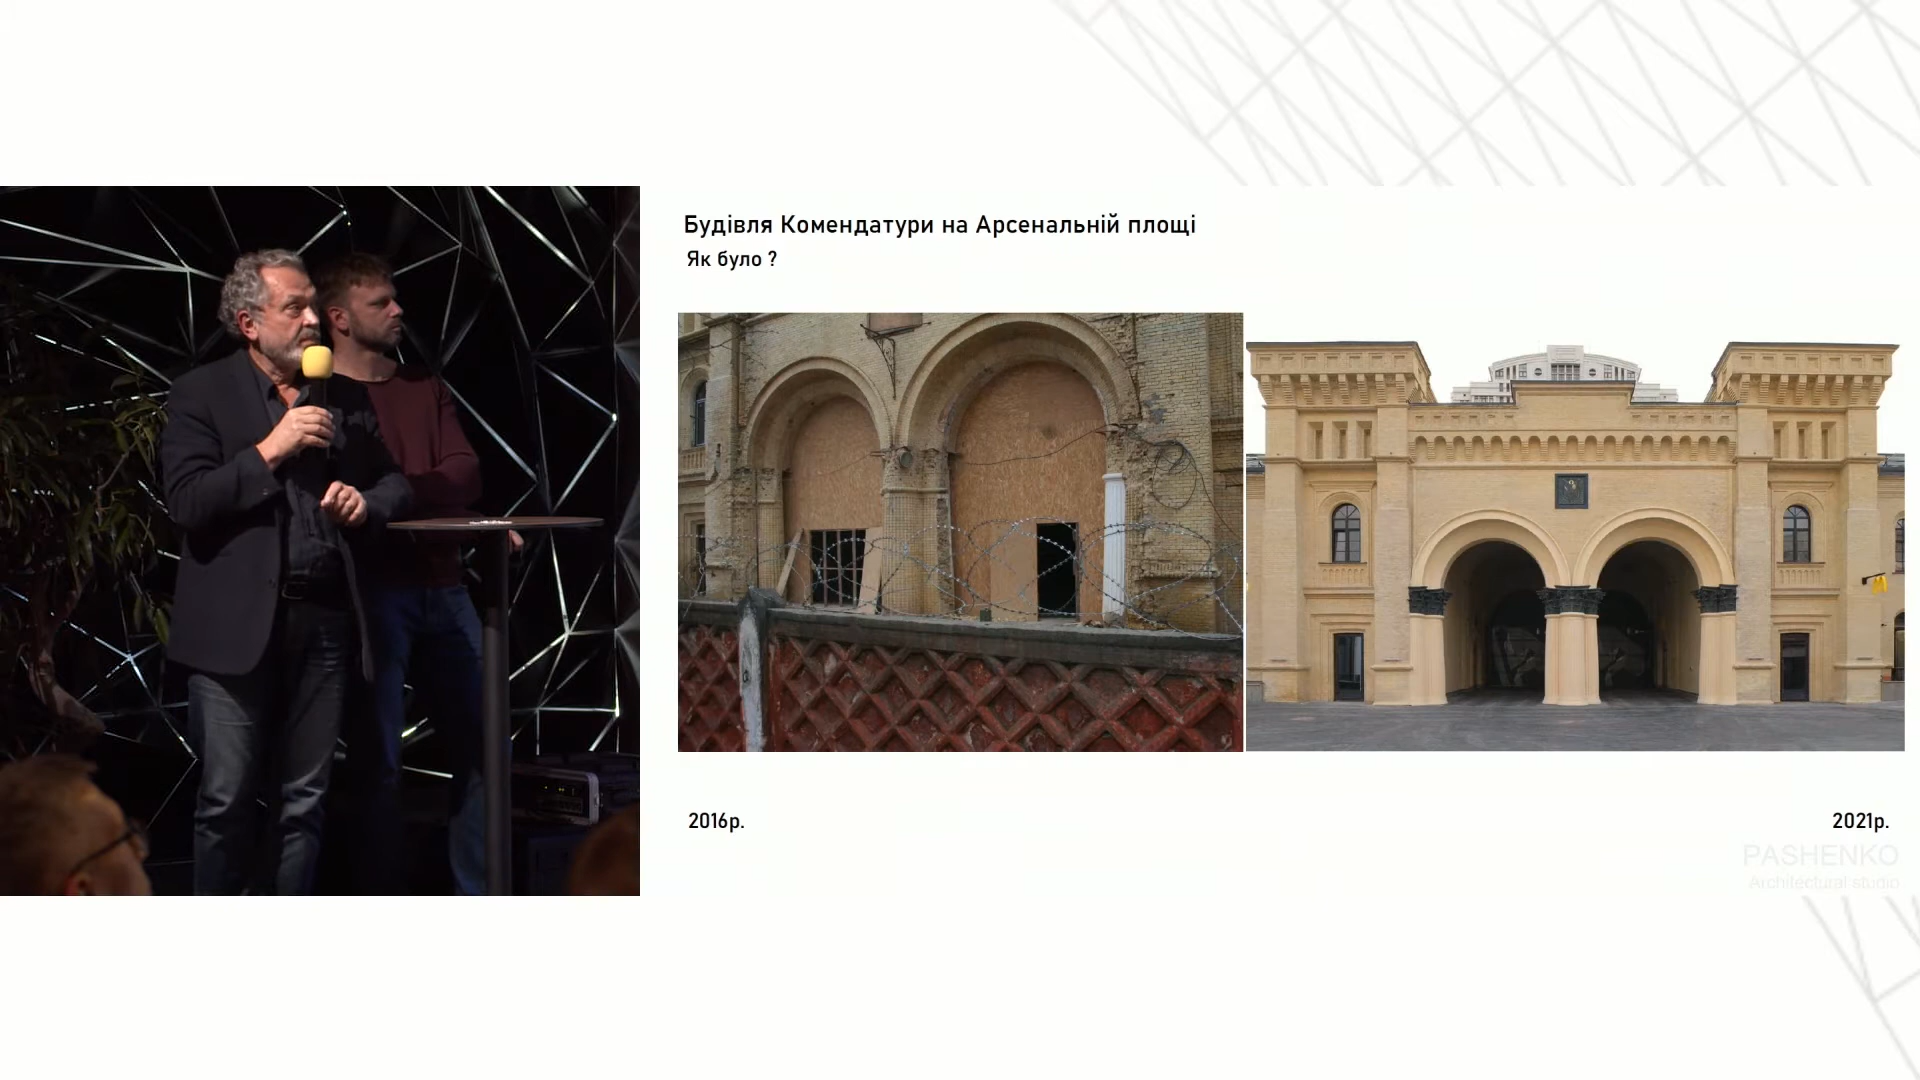 Будівля Комендатури на Арсенальній площі
Як було ?
2016р.
2021р.
PASHENKO
Architectural studio